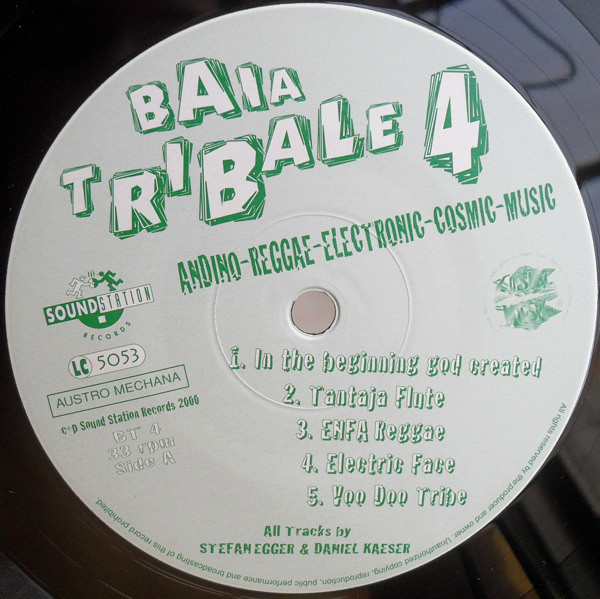 BAIA
TRIBALE 4
ANDINO-REGGAE-ELECTRONIC-COSMIC-MUSIC
SOUNDSTATION
RECORDS
LC 5053
AUSTRO MECHANA
c+p Sound Station Records 2000
BT 4
33 rpm
Side A
1. In the beginning god created
2. Tantaja Flute
3. ENFA Reggae
4. Electric Face
5. Voo Doo Tribe
All Tracks by
STEFAN EGGER & DANIEL KAESER
All rights reserved by the producer and owner. Unauthorized copying, reproduction, public performance and broadcasting of this record prohibited.